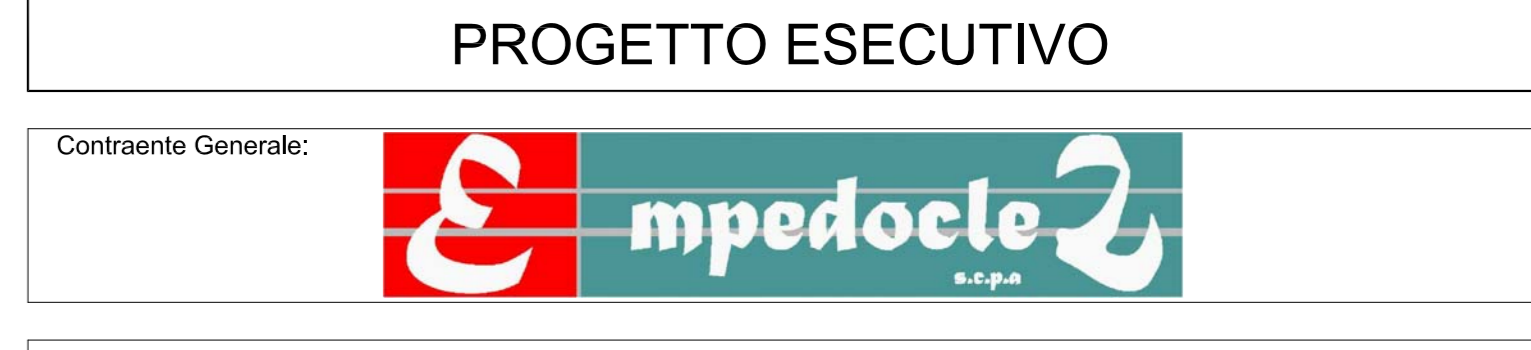 PROGETTO ESECUTIVO
Contraente Generale:
Empedocle 2
s.c.p.a